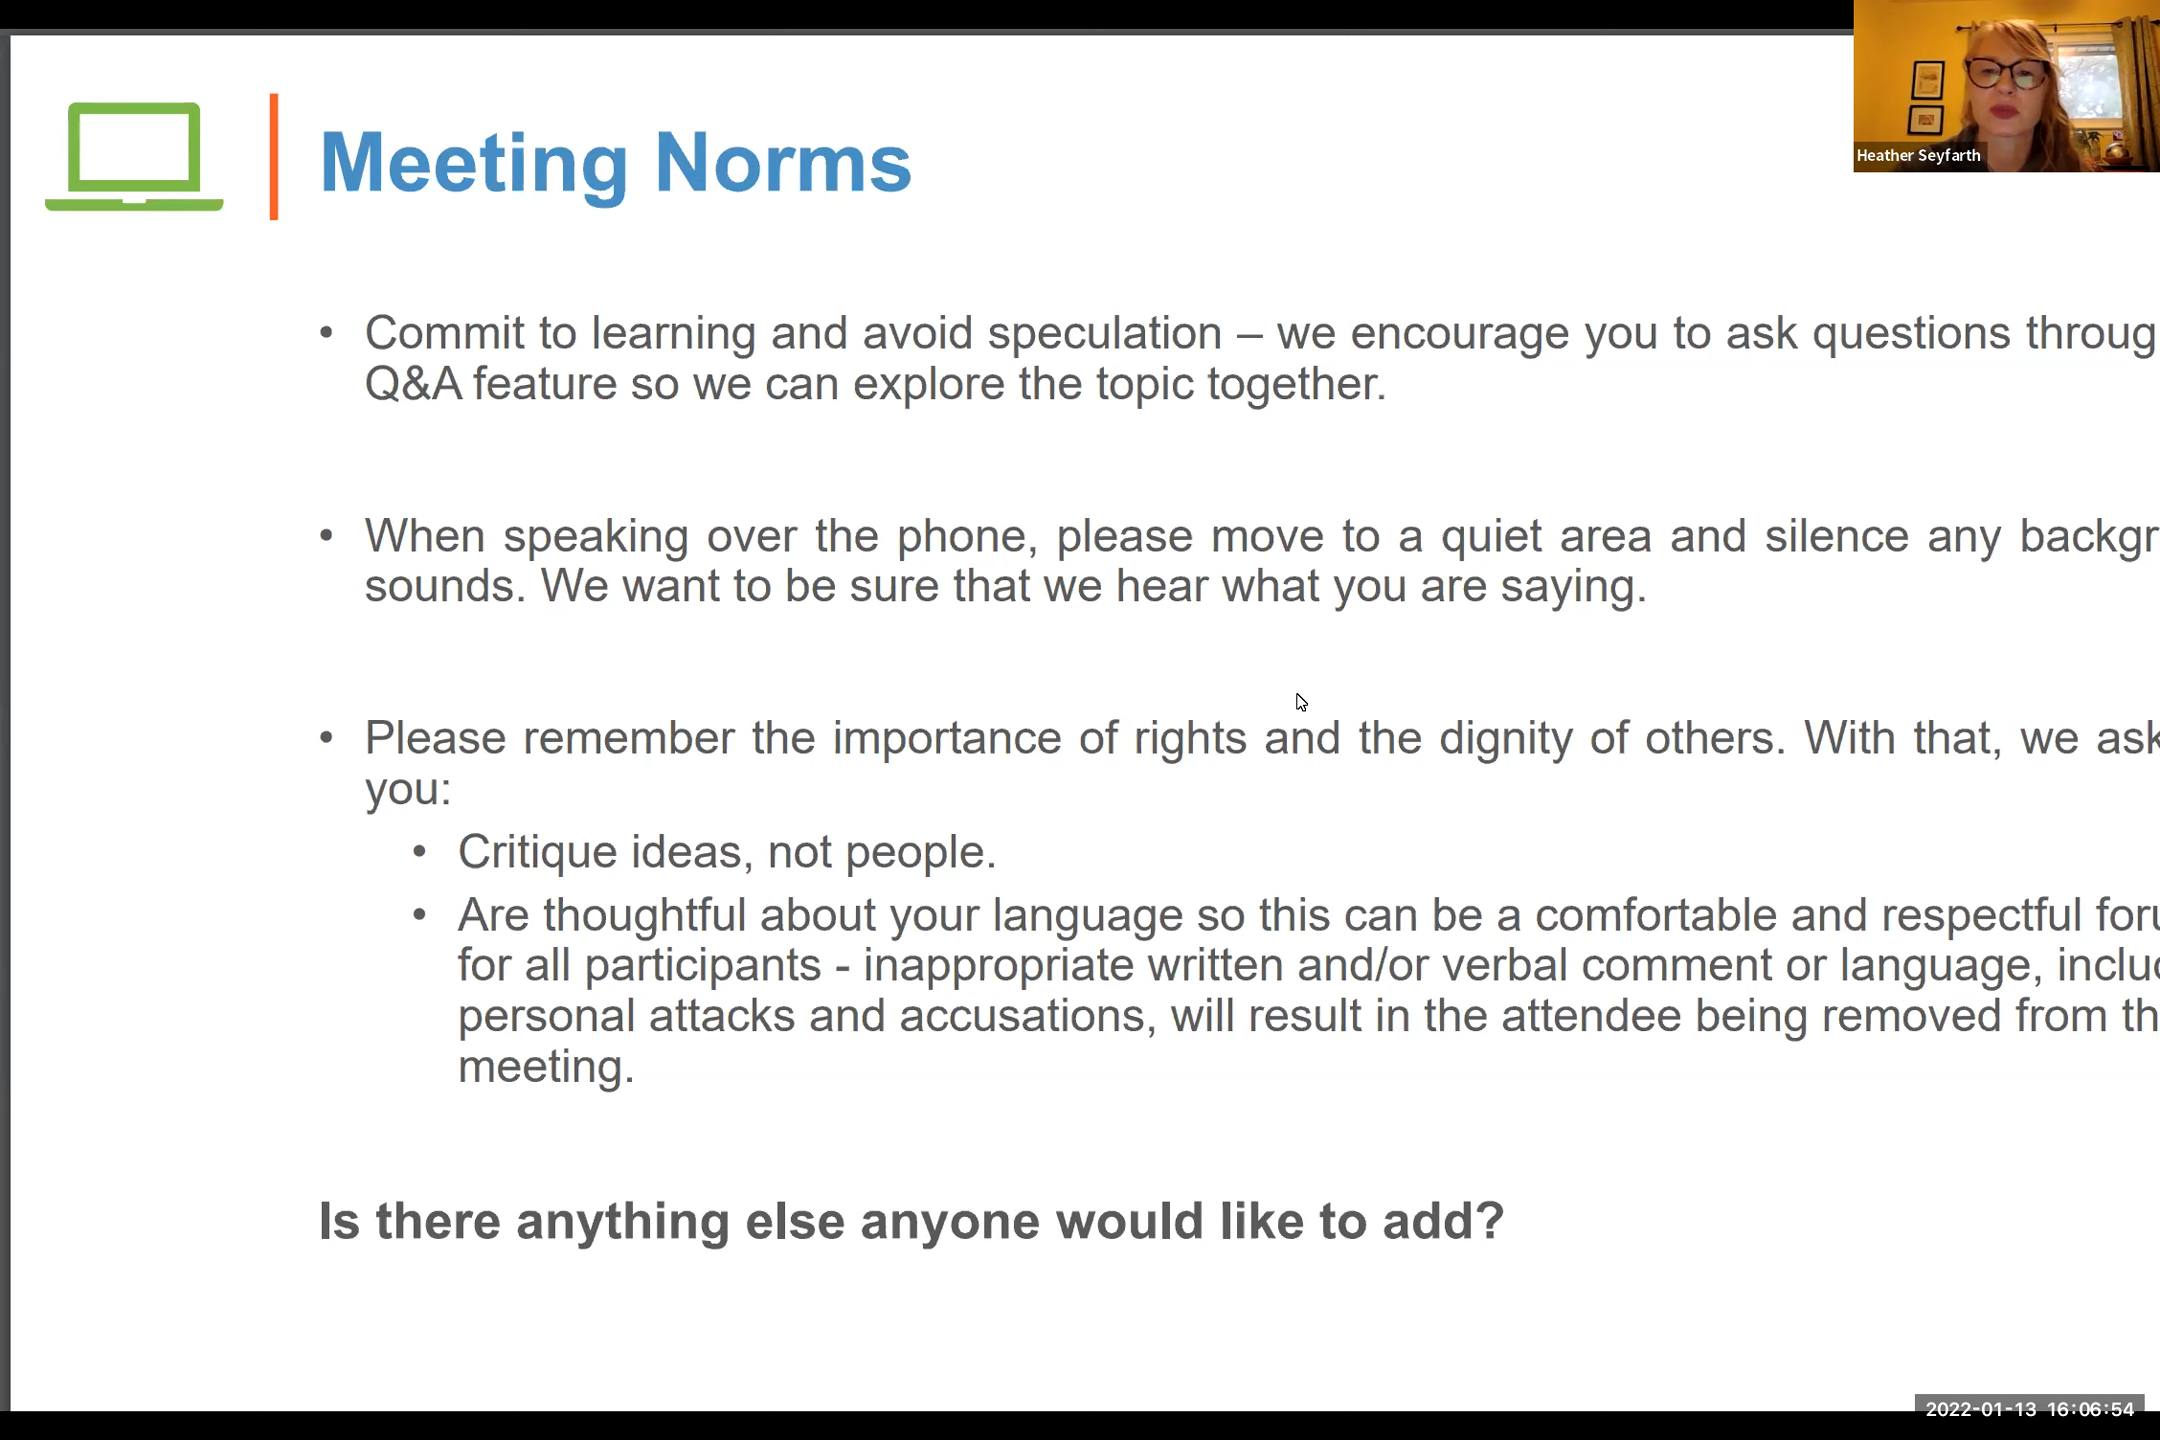 Meeting Norms
Heather Seyfarth
• Commit to learning and avoid speculation – we encourage you to ask questions
Q&A feature so we can explore the topic together.
• When speaking over the phone, please move to a quiet area and silence any
sounds. We want to be sure that we hear what you are saying.
• Please remember the importance of rights and the dignity of others. With that, we ask
you:
• Critique ideas, not people.
• Are thoughtful about your language so this can be a comfortable and respectful
for all participants - inappropriate written and/or verbal comment or language,
personal attacks and accusations, will result in the attendee being removed from
meeting.
Is there anything else anyone would like to add?
2022-01-13 16:06:54